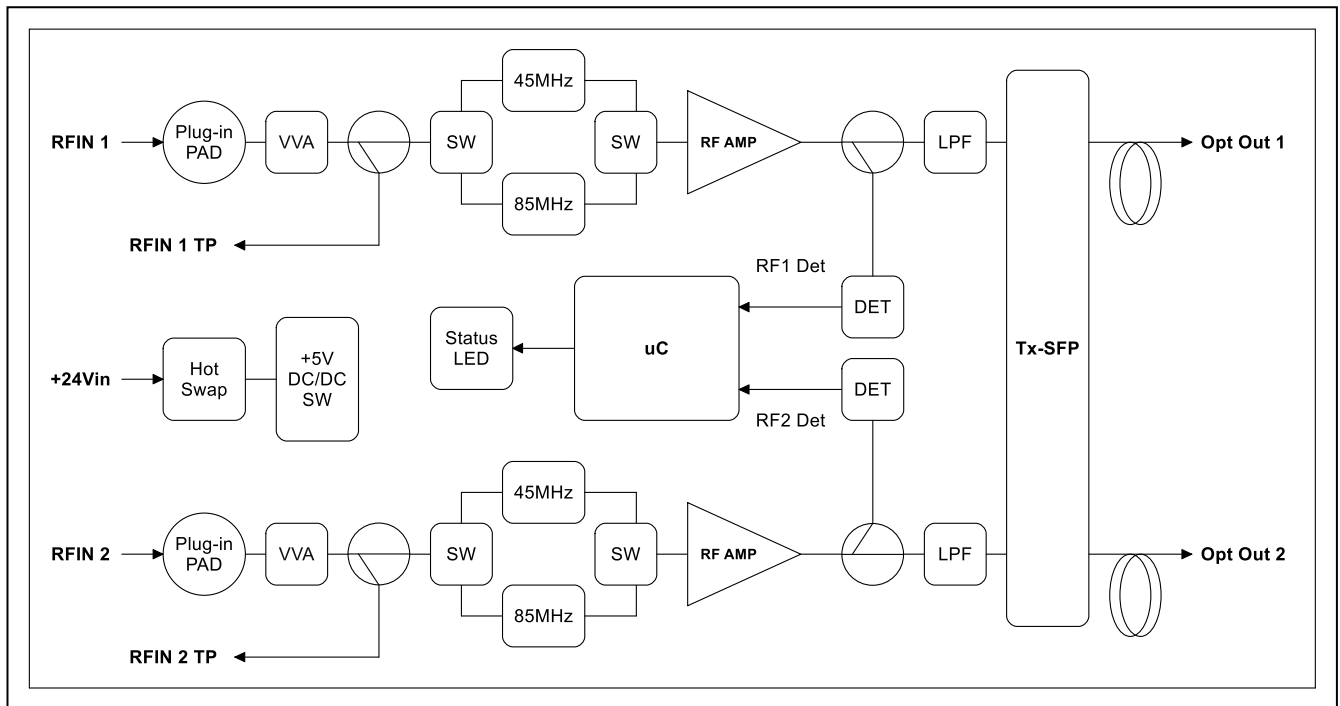 45MHz
RFIN 1
Plug-in
PAD
VVA
SW
SW
RF AMP
LPF
Opt Out 1
85MHz
RFIN 1 TP
RF1 Det
DET
Status
LED
uC
Tx-SFP
+24Vin
Hot
Swap
+5V
DC/DC
SW
DET
RF2 Det
45MHz
RFIN 2
Plug-in
PAD
VVA
SW
SW
RF AMP
LPF
Opt Out 2
85MHz
RFIN 2 TP